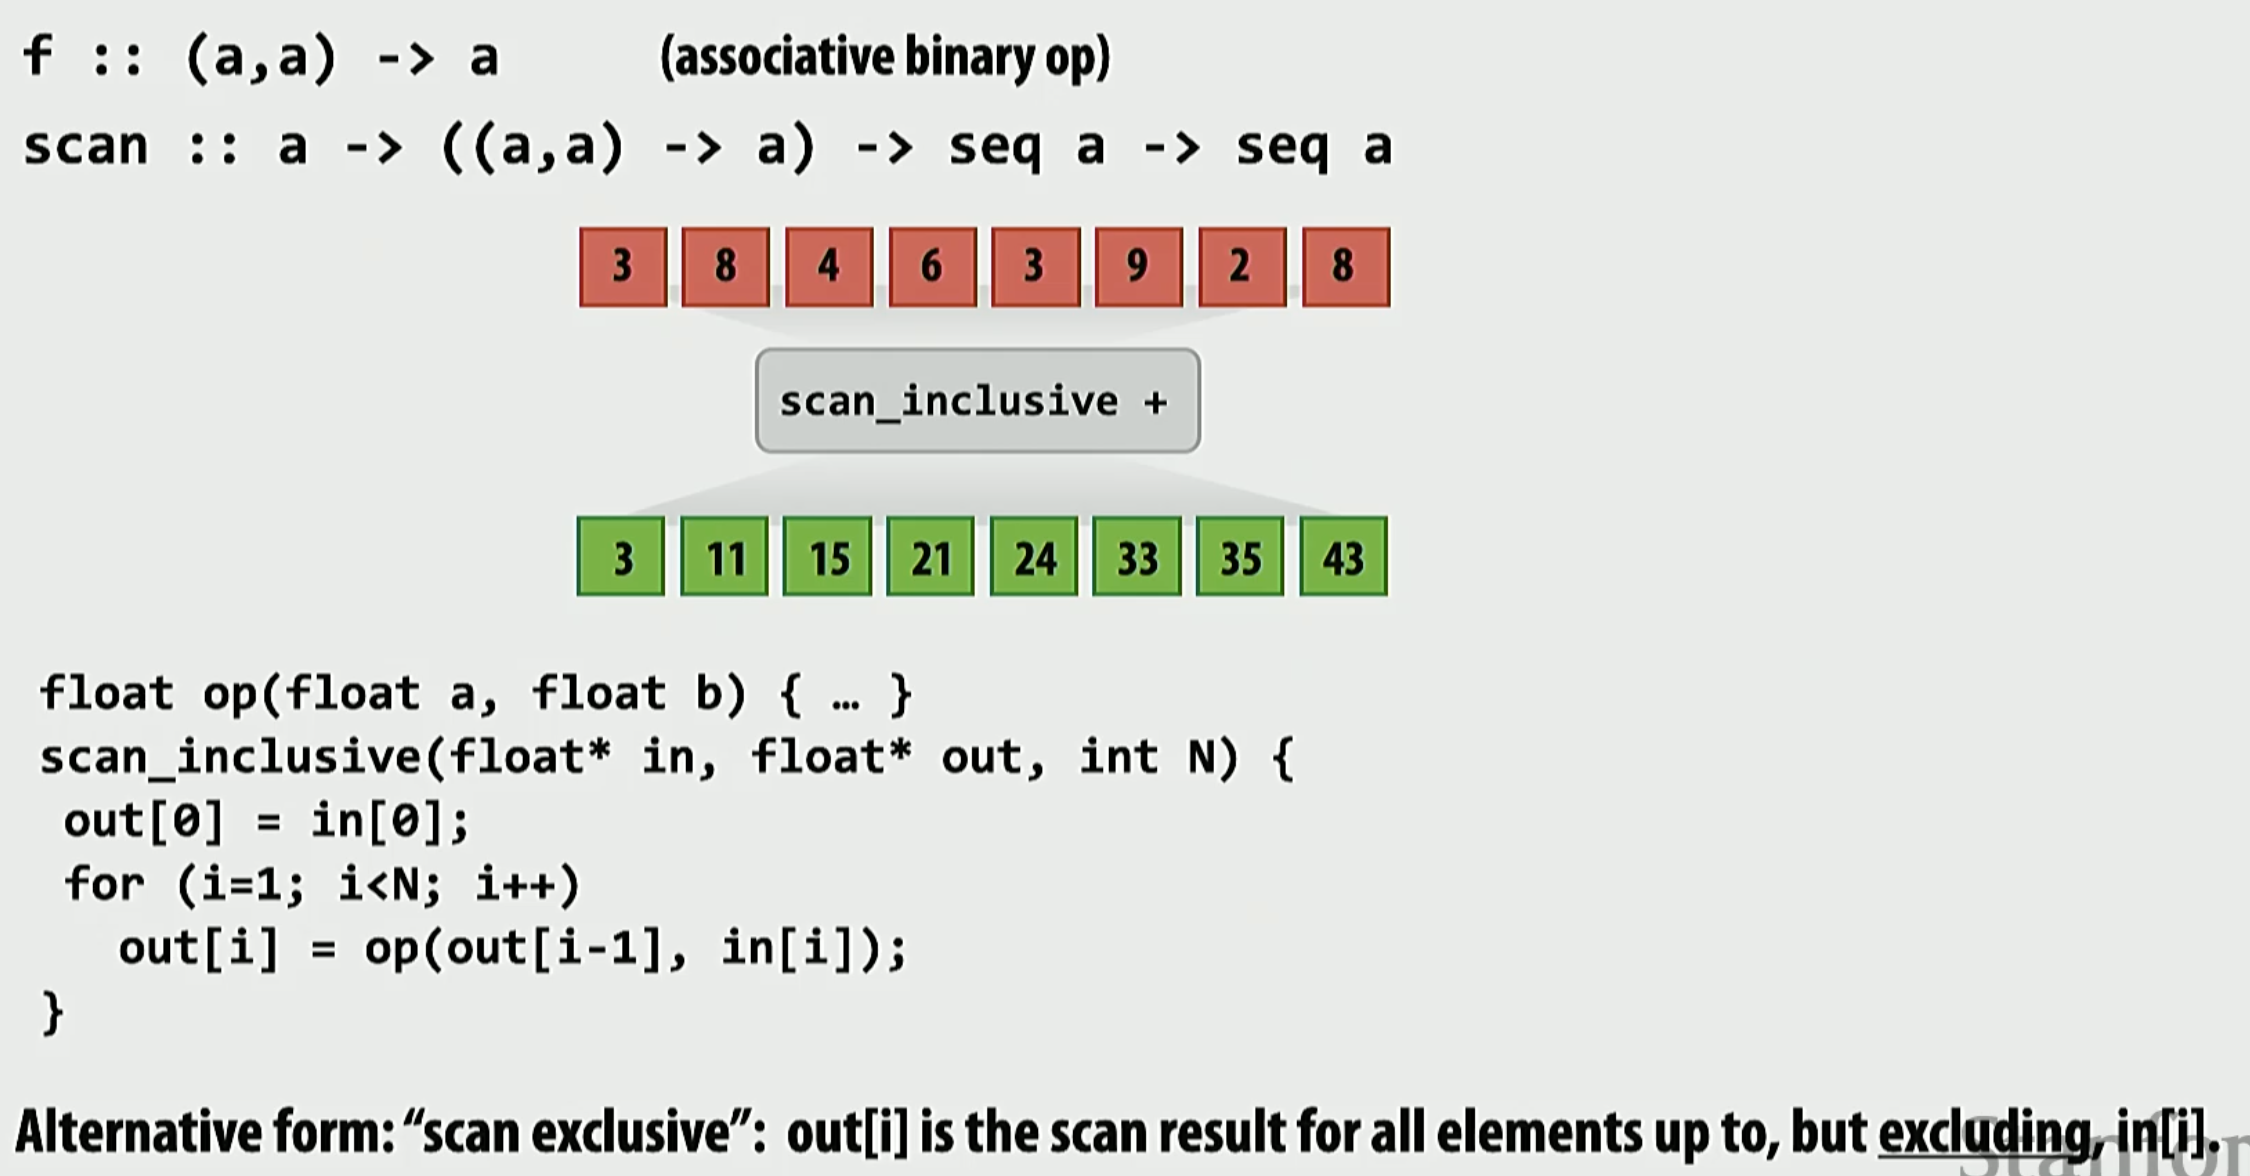 f :: (a,a) -> a (associative binary op)
scan :: a -> ((a,a) -> a) -> seq a -> seq a
3 8 4 6 3 9 2 8
scan_inclusive +
3 11 15 21 24 33 35 43
float op(float a, float b) { … }
scan_inclusive(float* in, float* out, int N) {
out[0] = in[0];
for (i=1; i<N; i++)
out[i] = op(out[i-1], in[i]);
}
Alternative form: “scan exclusive”: out[i] is the scan result for all elements up to, but excluding, in[i].